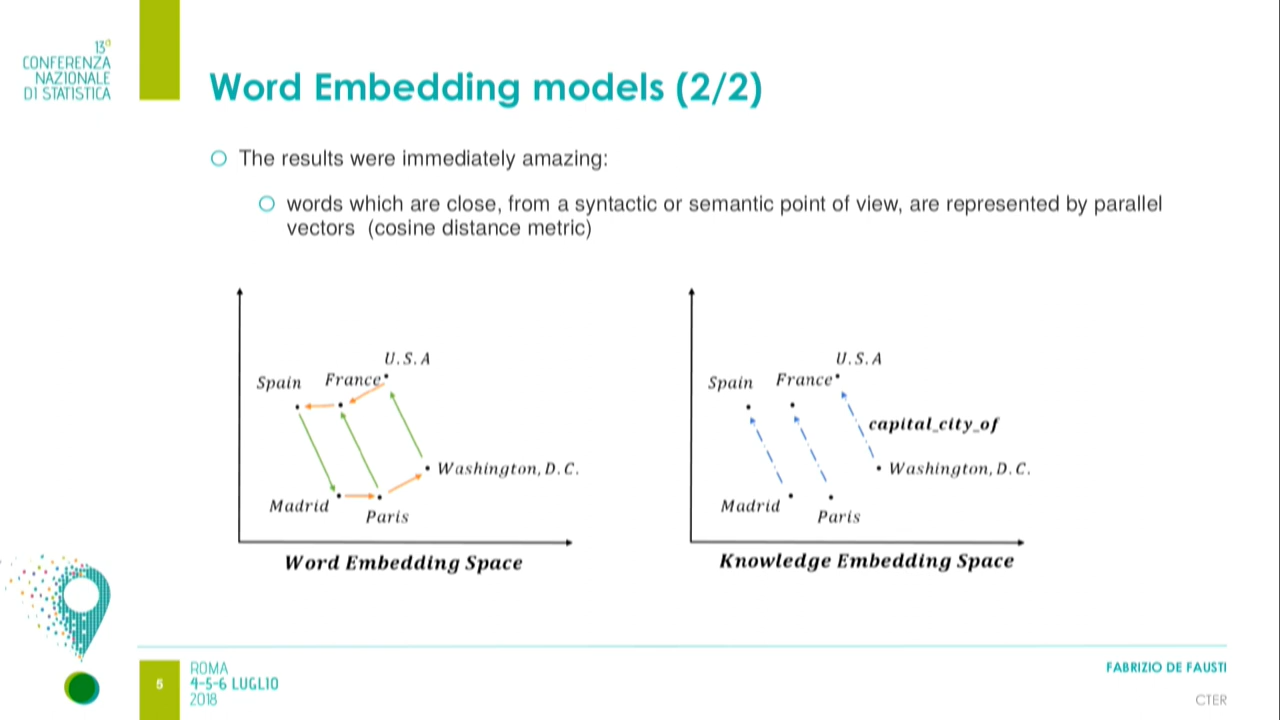 13a
CONFERENZA
NAZIONALE
DI STATISTICA
Word Embedding models (2/2)
The results were immediately amazing:
words which are close, from a syntactic or semantic point of view, are represented by parallel
vectors (cosine distance metric)
U.S.A
Spain France
Washington, D.C.
Madrid
Paris
Word Embedding Space
U.S.A
Spain France
capital_city_of
Washington, D.C.
Madrid
Paris
Knowledge Embedding Space
5
ROMA
4-5-6 LUGLIO
2018
FABRIZIO DE FAUSTI
CTER